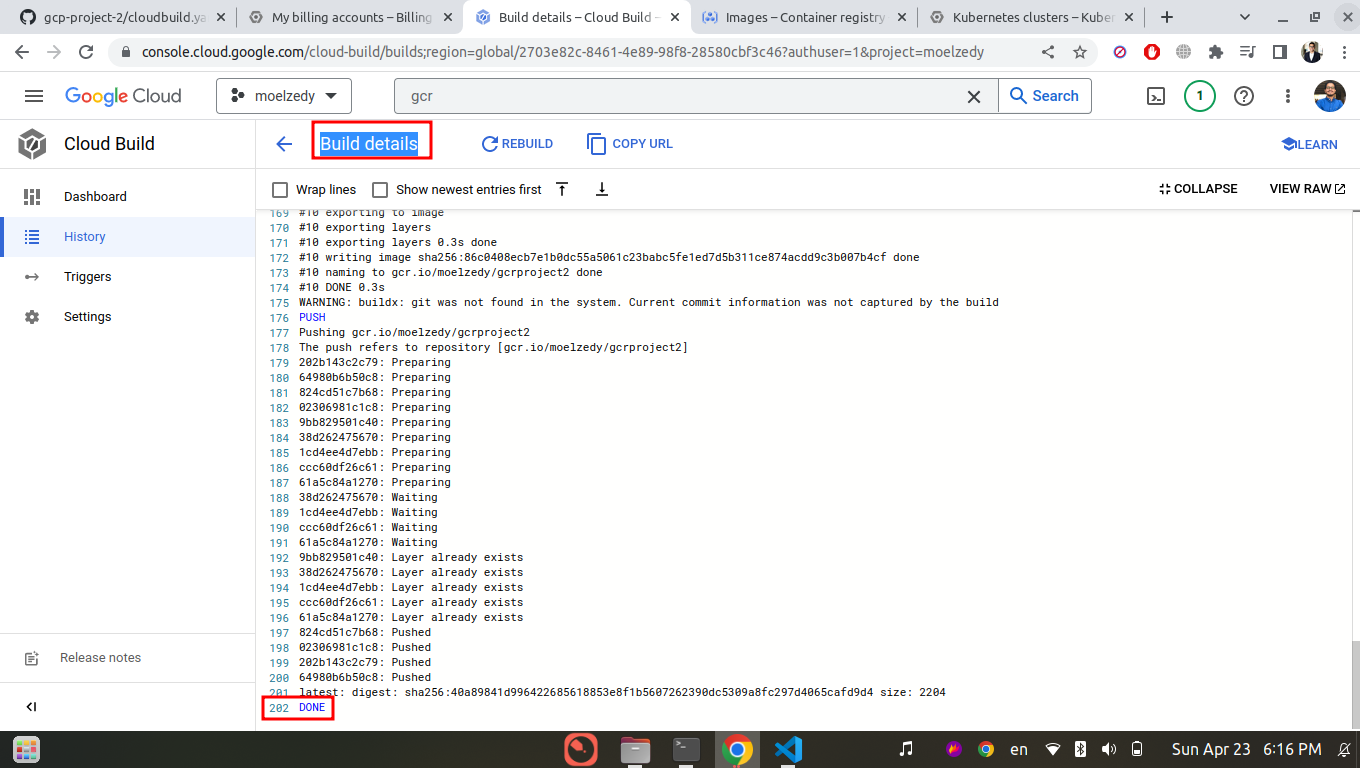 gcp-project-2/cloudbuild.ya
My billing accounts – Billing
Build details – Cloud Build –
Images – Container registry
Kubernetes clusters – Kuber
console.cloud.google.com/cloud-build/builds;region=global/2703e82c-8461-4e89-98f8-28580cbf3c46?authuser=1&project=moelzedy
Google Cloud
moelzedy
gcr
Search
1
Cloud Build
Build details
REBUILD
COPY URL
LEARN
Dashboard
History
Triggers
Settings
Release notes
Wrap lines
Show newest entries first
COLLAPSE
VIEW RAW
169 #10 exporting to image
170 #10 exporting layers
171 #10 exporting layers 0.3s done
172 #10 writing image sha256:86c0408ecb7e1b0dc55a5061c23babc5fe1ed7d5b311ce874acdd9c3b007b4cf done
173 #10 naming to gcr.io/moelzedy/gcrproject2 done
174 #10 DONE 0.3s
175 WARNING: buildx: git was not found in the system. Current commit information was not captured by the build
176 PUSH
177 Pushing gcr.io/moelzedy/gcrproject2
178 The push refers to repository [gcr.io/moelzedy/gcrproject2]
179 202b143c2c79: Preparing
180 64980b6b50c8: Preparing
181 824cd51c7b68: Preparing
182 02306981c1c8: Preparing
183 9bb829501c40: Preparing
184 38d262475670: Preparing
185 1cd4ee4d7ebb: Preparing
186 ccc60df26c61: Preparing
187 61a5c84a1270: Preparing
188 38d262475670: Waiting
189 1cd4ee4d7ebb: Waiting
190 ccc60df26c61: Waiting
191 61a5c84a1270: Waiting
192 9bb829501c40: Layer already exists
193 38d262475670: Layer already exists
194 1cd4ee4d7ebb: Layer already exists
195 ccc60df26c61: Layer already exists
196 61a5c84a1270: Layer already exists
197 824cd51c7b68: Pushed
198 02306981c1c8: Pushed
199 202b143c2c79: Pushed
200 64980b6b50c8: Pushed
201 latest: digest: sha256:40a89841d996422685618853e8f1b5607262390dc5309a8fc297d4065cafd9d4 size: 2204
202 DONE
en
Sun Apr 23 6:16 PM